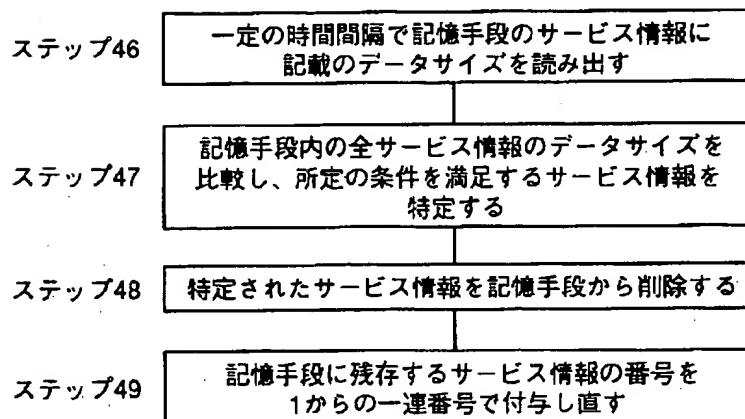 ステップ46
一定の時間間隔で記憶手段のサービス情報に
記載のデータサイズを読み出す
ステップ47
記憶手段内の全サービス情報のデータサイズを
比較し、所定の条件を満足するサービス情報を
特定する
ステップ48
特定されたサービス情報を記憶手段から削除する
ステップ49
記憶手段に残存するサービス情報の番号を
1からの一連番号で付与し直す